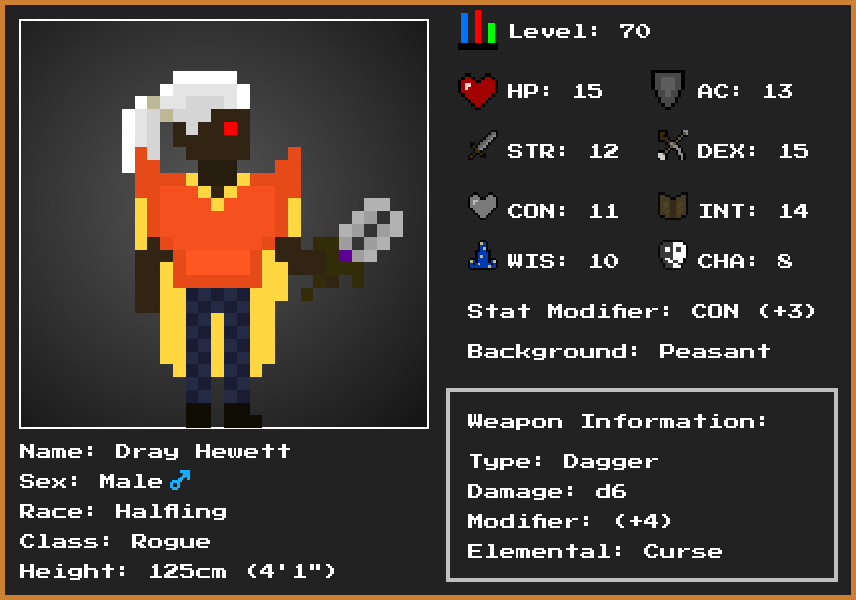 Level: 70
HP: 15
AC: 13
STR: 12
DEX: 15
CON: 11
INT: 14
WIS: 10
CHA: 8
Stat Modifier: CON (+3)
Background: Peasant
Weapon Information:
Type: Dagger
Damage: d6
Modifier: (+4)
Elemental: Curse
Name: Dray Hewett
Sex: Male ♂
Race: Halfling
Class: Rogue
Height: 125cm (4'1")